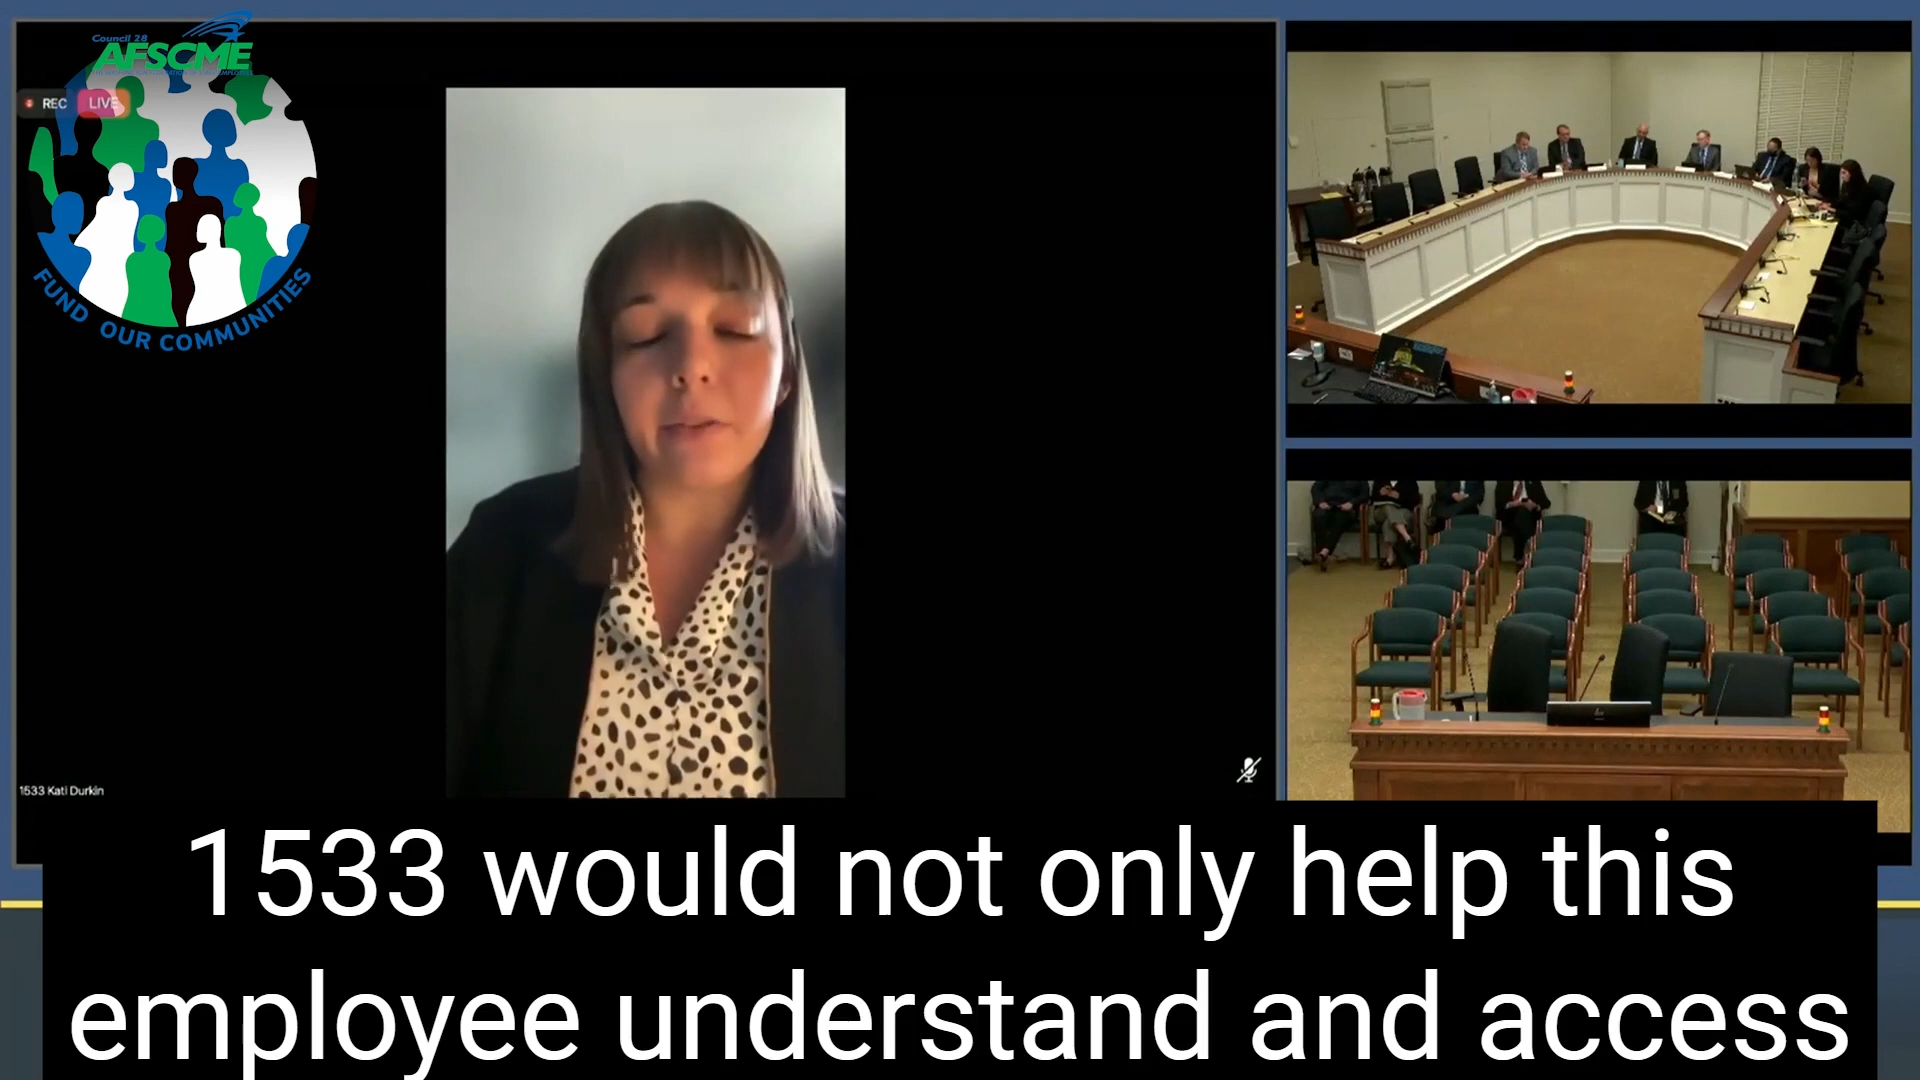 Council 28
AFSCME
REC LIVE
FUND OUR COMMUNITIES
1533 Kati Durkin
1533 would not only help this
employee understand and access